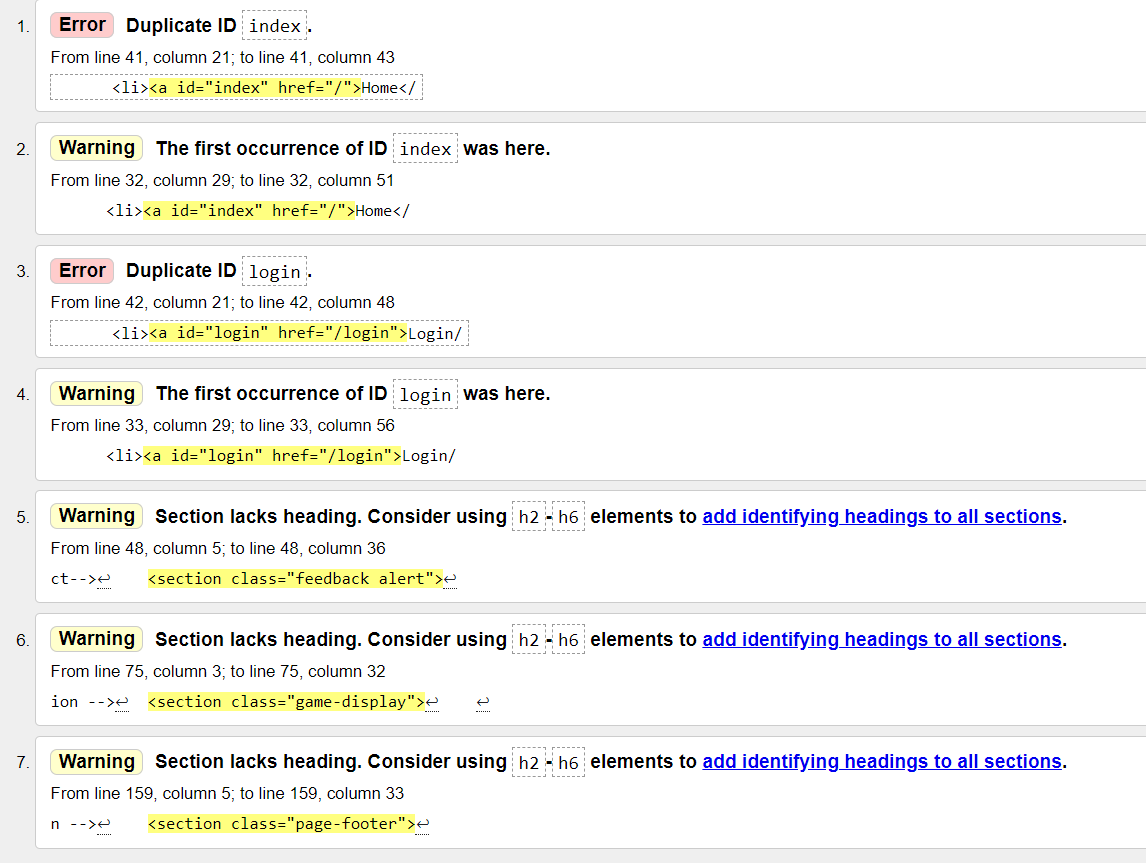 1. Error Duplicate ID index.
From line 41, column 21; to line 41, column 43
<li><a id="index" href="/">Home</
2. Warning The first occurrence of ID index was here.
From line 32, column 29; to line 32, column 51
<li><a id="index" href="/">Home</
3. Error Duplicate ID login.
From line 42, column 21; to line 42, column 48
<li><a id="login" href="/login">Login/
4. Warning The first occurrence of ID login was here.
From line 33, column 29; to line 33, column 56
<li><a id="login" href="/login">Login/
5. Warning Section lacks heading. Consider using h2-h6 elements to add identifying headings to all sections.
From line 48, column 5; to line 48, column 36
ct-->↩ <section class="feedback alert">↩
6. Warning Section lacks heading. Consider using h2-h6 elements to add identifying headings to all sections.
From line 75, column 3; to line 75, column 32
ion -->↩ <section class="game-display">↩ ↩
7. Warning Section lacks heading. Consider using h2-h6 elements to add identifying headings to all sections.
From line 159, column 5; to line 159, column 33
n -->↩ <section class="page-footer">↩